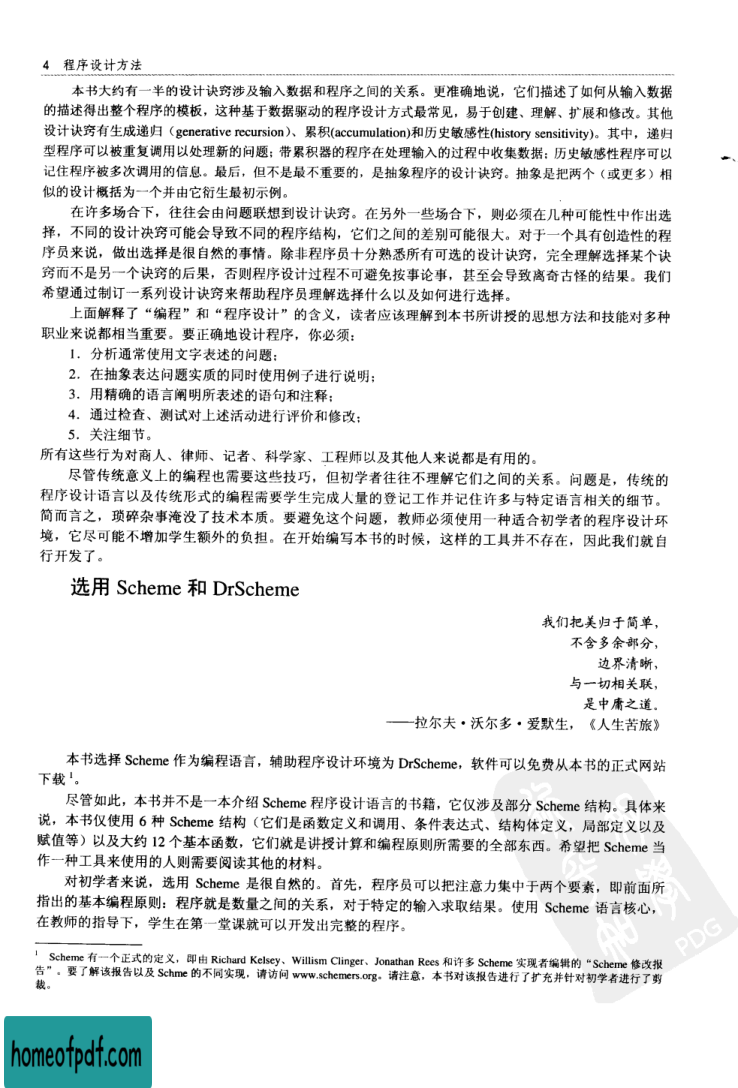 4 程序设计方法
本书大约有一半的设计诀窍涉及输入数据和程序之间的关系。更准确地说，它们描述了如何从输入数据
的描述得出整个程序的模板，这种基于数据驱动的程序设计方式最常见，易于创建、理解、扩展和修改。其他
设计诀窍有生成递归（generative recursion）、累积(accumulation)和历史敏感性(history sensitivity)。其中，递归
型程序可以被重复调用以处理新的问题；带累积器的程序在处理输入的过程中收集数据；历史敏感性程序可以
记住程序被多次调用的信息。最后，但不是最不重要的，是抽象程序的设计诀窍。抽象是把两个（或更多）相
似的设计概括为一个并由它衍生最初示例。
在许多场合下，往往会由问题联想到设计诀窍。在另外一些场合下，则必须在几种可能性中作出选
择，不同的设计决窍可能会导致不同的程序结构，它们之间的差别可能很大。对于一个具有创造性的程
序员来说，做出选择是很自然的事情。除非程序员十分熟悉所有可选的设计诀窍，完全理解选择某个诀
窍而不是另一个诀窍的后果，否则程序设计过程不可避免按事论事，甚至会导致离奇古怪的结果。我们
希望通过制订一系列设计诀窍来帮助程序员理解选择什么以及如何进行选择。
上面解释了“编程”和“程序设计”的含义，读者应该理解到本书所讲授的思想方法和技能对多种
职业来说都相当重要。要正确地设计程序，你必须：
1．分析通常使用文字表述的问题；
2．在抽象表达问题实质的同时使用例子进行说明；
3．用精确的语言阐明所表述的语句和注释；
4．通过检查、测试对上述活动进行评价和修改；
5．关注细节。
所有这些行为对商人、律师、记者、科学家、工程师以及其他人来说都是有用的。
尽管传统意义上的编程也需要这些技巧，但初学者往往不理解它们之间的关系。问题是，传统的
程序设计语言以及传统形式的编程需要学生完成大量的登记工作并记住许多与特定语言相关的细节。
简而言之，琐碎杂事淹没了技术本质。要避免这个问题，教师必须使用一种适合初学者的程序设计环
境，它尽可能不增加学生额外的负担。在开始编写本书的时候，这样的工具并不存在，因此我们就自
行开发了。
选用 Scheme 和 DrScheme
我们把美归于简单，
不含多余部分，
边界清晰，
与一切相关联，
是中庸之道。
——拉尔夫·沃尔多·爱默生，《人生苦旅》
本书选择 Scheme 作为编程语言，辅助程序设计环境为 DrScheme，软件可以免费从本书的正式网站
下载 1。
尽管如此，本书并不是一本介绍 Scheme 程序设计语言的书籍，它仅涉及部分 Scheme 结构。具体来
说，本书仅使用 6 种 Scheme 结构（它们是函数定义和调用、条件表达式、结构体定义，局部定义以及
赋值等）以及大约 12 个基本函数，它们就是讲授计算和编程原则所需要的全部东西。希望把 Scheme 当
作一种工具来使用的人则需要阅读其他的材料。
对初学者来说，选用 Scheme 是很自然的。首先，程序员可以把注意力集中于两个要素，即前面所
指出的基本编程原则：程序就是数量之间的关系，对于特定的输入求取结果。使用 Scheme 语言核心，
在教师的指导下，学生在第一堂课就可以开发出完整的程序。
1 Scheme 有一个正式的定义，即由 Richard Kelsey、Willism Clinger、Jonathan Rees 和许多 Scheme 实现者编辑的“Scheme 修改报
告”。要了解该报告以及 Schme 的不同实现，请访问 www.schemers.org。请注意，本书对该报告进行了扩充并针对初学者进行了剪
裁。
PDG
homeofpdf.com